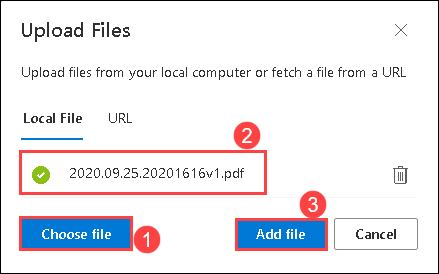 Upload Files
Upload files from your local computer or fetch a file from a URL
Local File URL
2
2020.09.25.20201616v1.pdf
3
Choose file 1 Add file Cancel